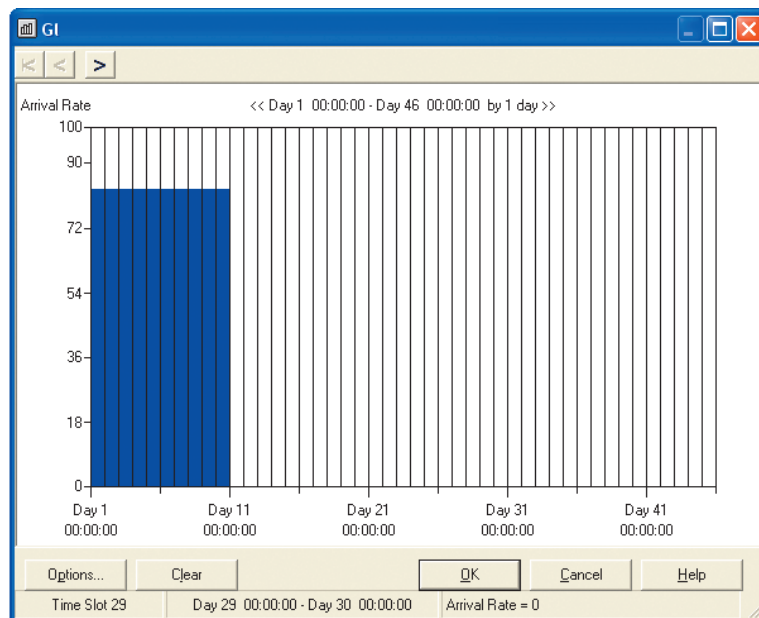 GI
Arrival Rate << Day 1 00:00:00 - Day 46 00:00:00 by 1 day >>
100
90
72
54
36
18
0
Day 1 Day 11 Day 21 Day 31 Day 41
00:00:00 00:00:00 00:00:00 00:00:00 00:00:00
Options... Clear OK Cancel Help
Time Slot 29 Day 29 00:00:00 - Day 30 00:00:00 Arrival Rate = 0